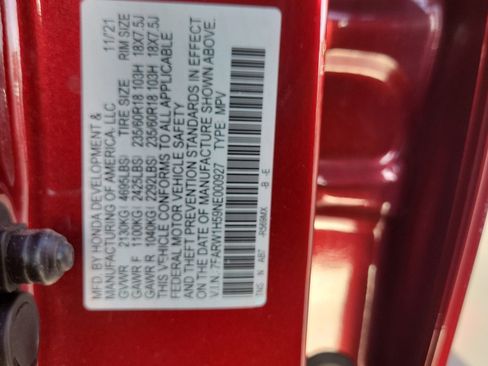 MFD. BY HONDA DEVELOPMENT &
MANUFACTURING OF AMERICA, LLC 11/21
TIRE SIZE RIM SIZE
GVWR 2130KG 4695LBS
GAWR F 1100KG 2425LBS 235/60R18 103H 18X7.5J
GAWR R 1040KG 2292LBS 235/60R18 103H 18X7.5J
THIS VEHICLE CONFORMS TO ALL APPLICABLE
FEDERAL MOTOR VEHICLE SAFETY
AND THEFT PREVENTION STANDARDS IN EFFECT
ON THE DATE OF MANUFACTURE SHOWN ABOVE.
V.I.N. 7FARW1H59NE000927 TYPE MPV
-R569MX -B -E